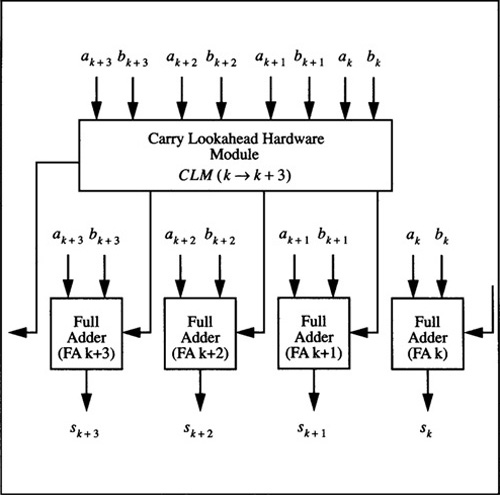 a_{k+3} b_{k+3} a_{k+2} b_{k+2} a_{k+1} b_{k+1} a_k b_k
Carry Lookahead Hardware
Module
CLM (k → k+3)
a_{k+3} b_{k+3} a_{k+2} b_{k+2} a_{k+1} b_{k+1} a_k b_k
Full
Adder
(FA k+3)
Full
Adder
(FA k+2)
Full
Adder
(FA k+1)
Full
Adder
(FA k)
s_{k+3} s_{k+2} s_{k+1} s_k